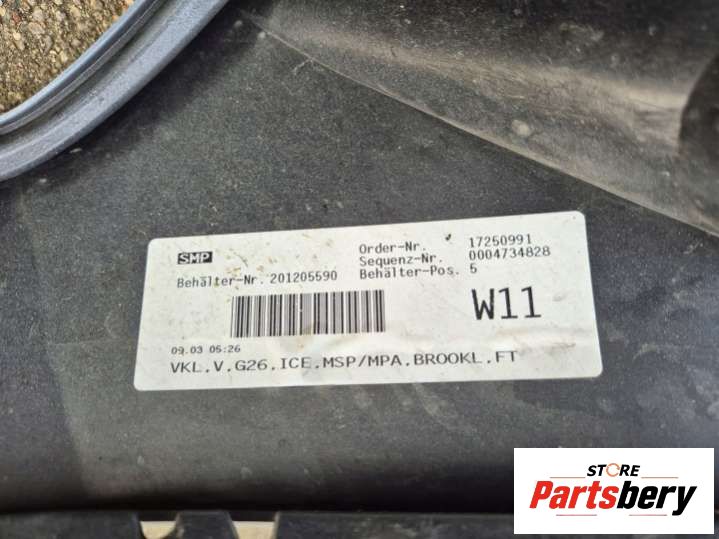 SMP
Order-Nr. 17250991
Sequenz-Nr. 0004734828
Behälter-Nr. 201205590 Behälter-Pos. 5
W11
09.03 05:26
VKL.V.G26.ICE.MSP/MPA.BROOKL.FT
STORE
Partsbery